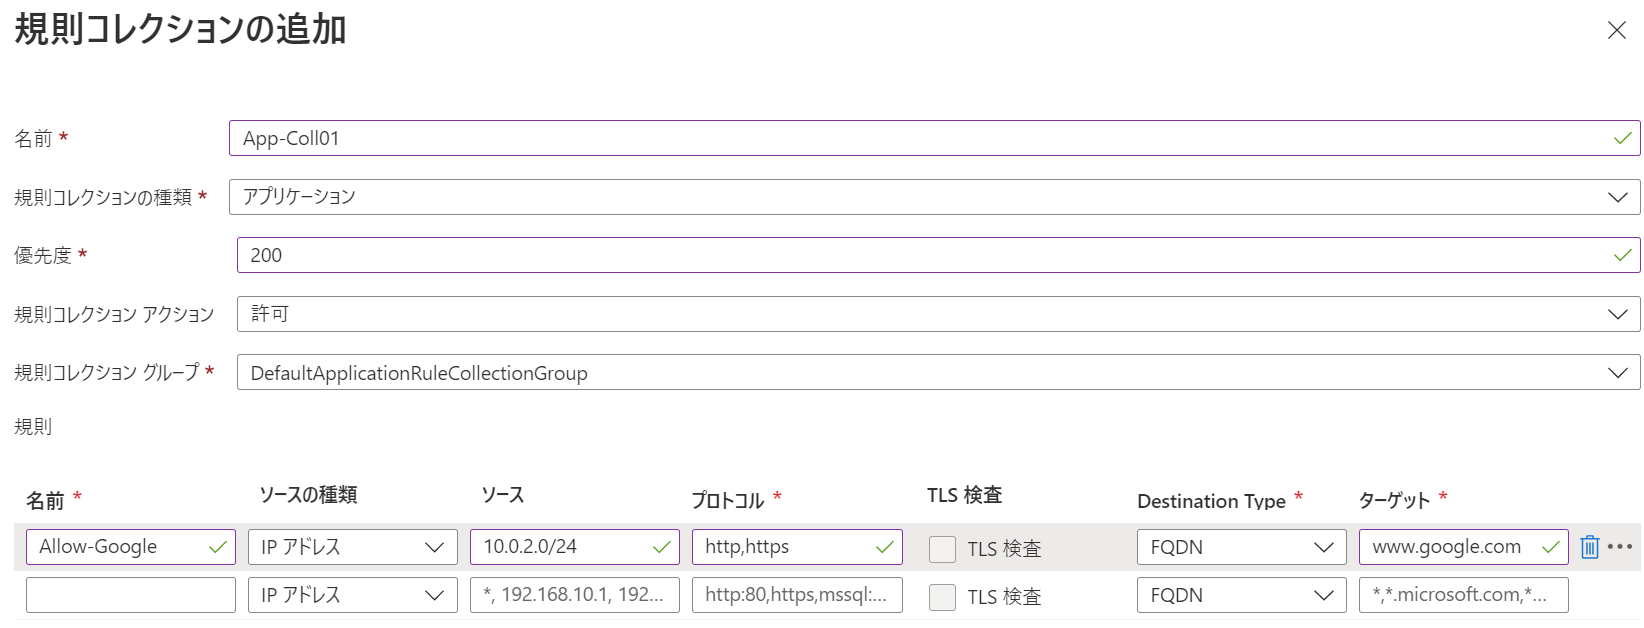 規則コレクションの追加
名前 *
App-Coll01
規則コレクションの種類 *
アプリケーション
優先度 *
200
規則コレクション アクション
許可
規則コレクション グループ *
DefaultApplicationRuleCollectionGroup
規則
名前 * ソースの種類 ソース プロトコル * TLS 検査 Destination Type * ターゲット *
Allow-Google IP アドレス 10.0.2.0/24 http,https TLS 検査 FQDN www.google.com
IP アドレス *, 192.168.10.1, 192... http:80,https,mssql:... TLS 検査 FQDN *,*.microsoft.com,*...